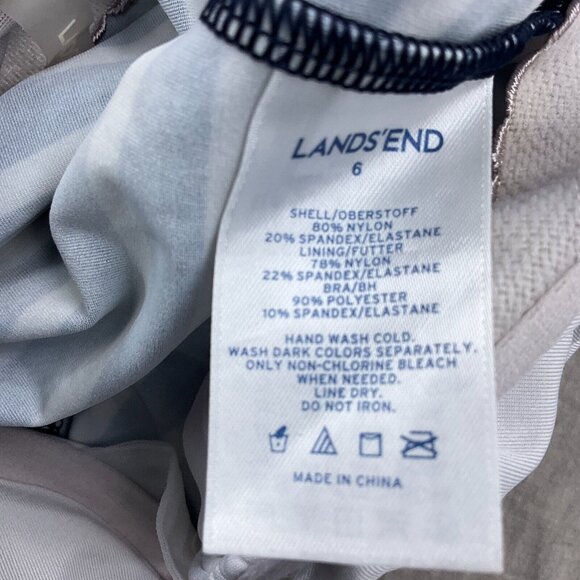 LANDS'END
6
SHELL/OBERSTOFF
80% NYLON
20% SPANDEX/ELASTANE
LINING/FUTTER
78% NYLON
22% SPANDEX/ELASTANE
BRA/BH
90% POLYESTER
10% SPANDEX/ELASTANE
HAND WASH COLD.
WASH DARK COLORS SEPARATELY.
ONLY NON-CHLORINE BLEACH
WHEN NEEDED.
LINE DRY.
DO NOT IRON.
MADE IN CHINA